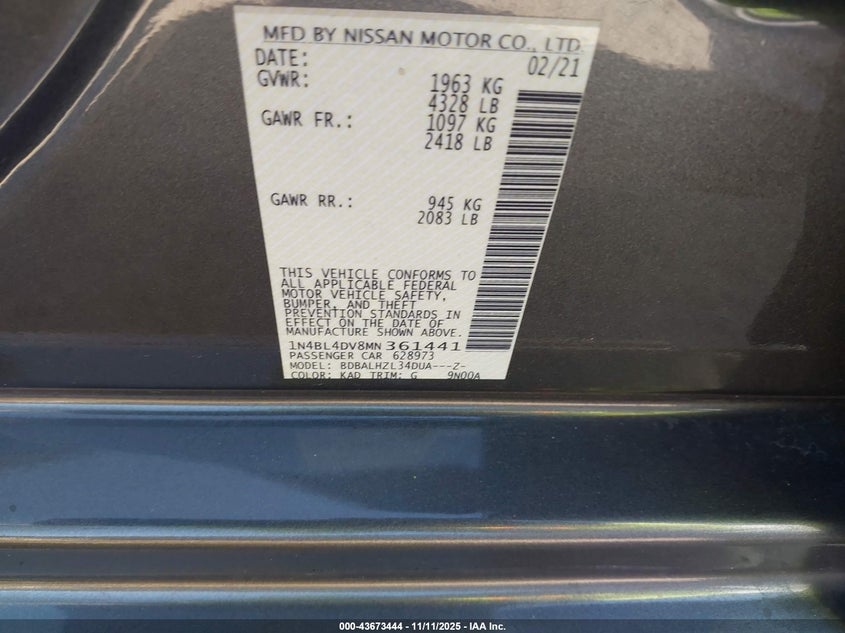 MFD BY NISSAN MOTOR CO., LTD.
DATE: 02/21
GVWR: 1963 KG
4328 LB
GAWR FR.: 1097 KG
2418 LB
GAWR RR.: 945 KG
2083 LB
THIS VEHICLE CONFORMS TO
ALL APPLICABLE FEDERAL
MOTOR VEHICLE SAFETY,
BUMPER, AND THEFT
PREVENTION STANDARDS IN
EFFECT ON THE DATE OF
MANUFACTURE SHOWN ABOVE.
1N4BL4DV8MN361441
PASSENGER CAR 628973
MODEL: BDBALHZL34DUA---Z-
COLOR: KAD TRIM: G 9N00A
000-43673444 - 11/11/2025 - IAA Inc.